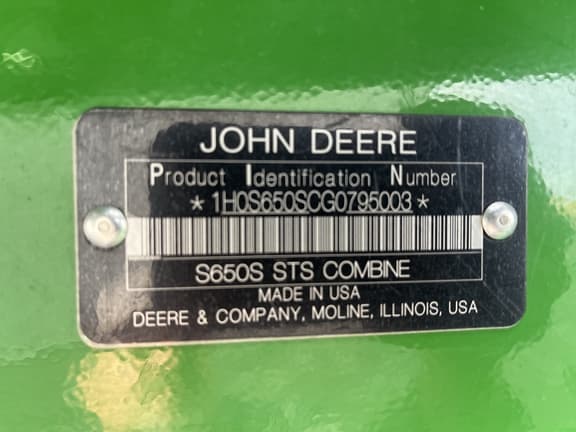 JOHN DEERE
Product Identification Number
* 1H0S650SCG0795003 *
S650S STS COMBINE
MADE IN USA
DEERE & COMPANY, MOLINE, ILLINOIS, USA